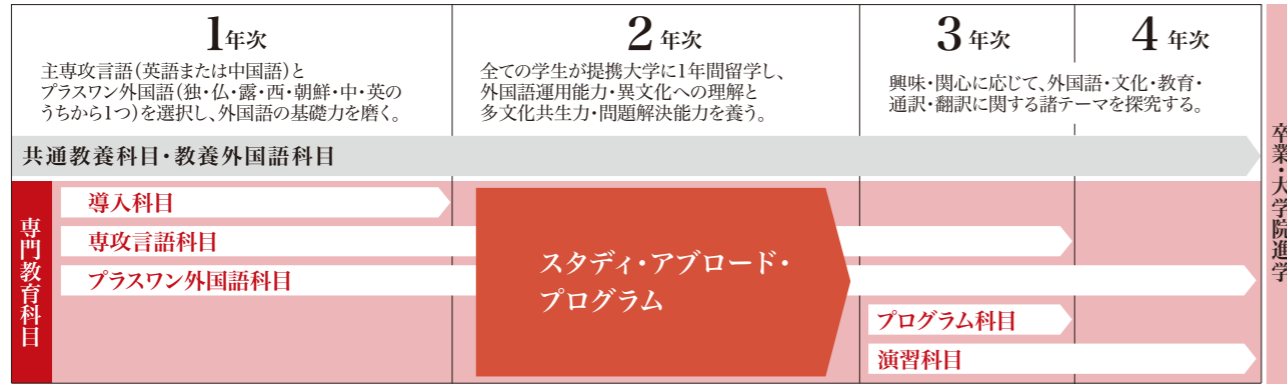 1年次
主専攻言語(英語または中国語)と
プラスワン外国語(独・仏・露・西・朝鮮・中・英の
うちから1つ)を選択し、外国語の基礎力を磨く。
2年次
全ての学生が提携大学に1年間留学し、
外国語運用能力・異文化への理解と
多文化共生力・問題解決能力を養う。
3年次
4年次
興味・関心に応じて、外国語・文化・教育・
通訳・翻訳に関する諸テーマを探究する。
共通教養科目・教養外国語科目
専門教育科目
導入科目
専攻言語科目
プラスワン外国語科目
スタディ・アブロード・
プログラム
プログラム科目
演習科目
卒業・大学院進学